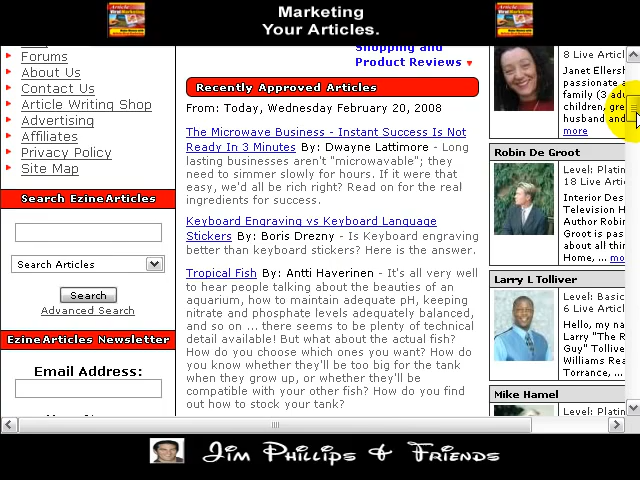 Marketing
Your Articles.
Forums
About Us
Contact Us
Article Writing Shop
Advertising
Affiliates
Privacy Policy
Site Map
Search EzineArticles
Search Articles
Search
Advanced Search
EzineArticles Newsletter
Email Address:
Shopping and
Product Reviews
Recently Approved Articles
From: Today, Wednesday February 20, 2008
The Microwave Business - Instant Success Is Not
Ready In 3 Minutes By: Dwayne Lattimore - Long
lasting businesses aren't "microwavable"; they
need to simmer slowly for hours. If it were that
easy, we'd all be rich right? Read on for the real
ingredients for success.
Keyboard Engraving vs Keyboard Language
Stickers By: Boris Drezny - Is Keyboard engraving
better than keyboard stickers? Here is the answer.
Tropical Fish By: Antti Haverinen - It's all very well
to hear people talking about the beauties of an
aquarium, how to maintain adequate pH, keeping
nitrate and phosphate levels adequately balanced,
and so on ... there seems to be plenty of technical
detail available! But what about the actual fish?
How do you choose which ones you want? How do
you know whether they'll be too big for the tank
when they grow up, or whether they'll be
compatible with your other fish? How do you find
out how to stock your tank?
8 Live Artic
Janet Ellersh
passionate a
family (3 adu
children, gre
husband and
more
Robin De Groot
Level: Platin
18 Live Arti
Interior Des
Television H
Author Robin
Groot is pas
about all thin
Home, ... mo
Larry L Tolliver
Level: Basic
6 Live Artic
Hello, my na
Larry "The R
Guy" Tolliver
Williams Rea
Torrance, ...
Mike Hamel
Level: Platin
Jim Phillips & Friends